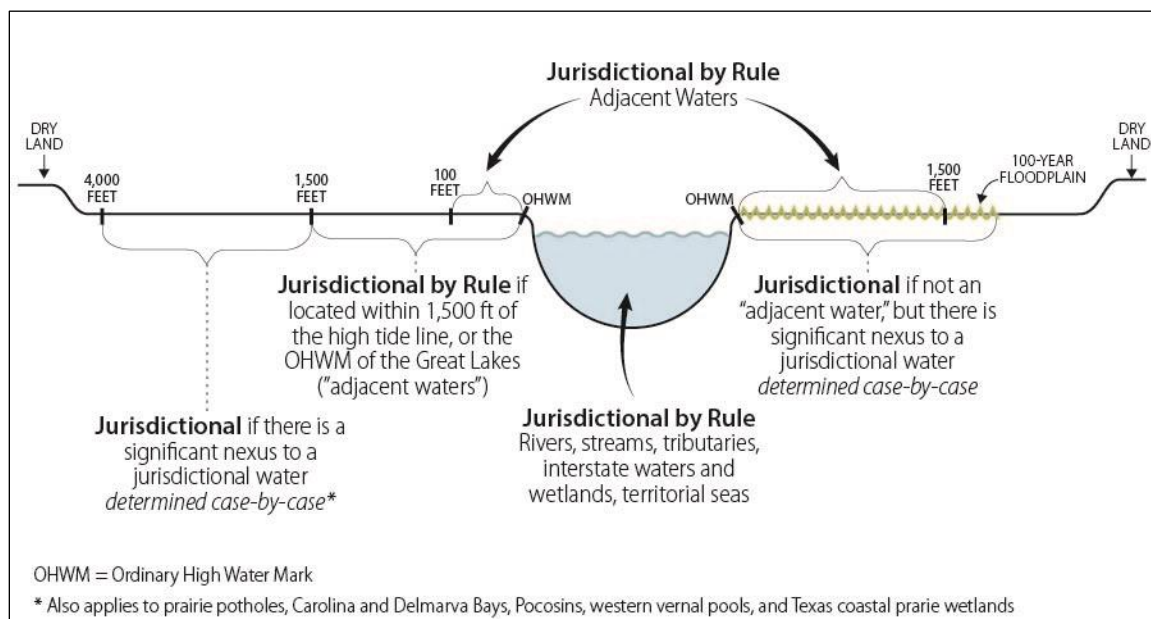 Jurisdictional by Rule
Adjacent Waters
DRY
LAND
4,000
FEET
1,500
FEET
100
FEET
OHWM
OHWM
1,500
FEET
100-YEAR
FLOODPLAIN
DRY
LAND
Jurisdictional by Rule if
located within 1,500 ft of
the high tide line, or the
OHWM of the Great Lakes
("adjacent waters")
Jurisdictional if not an
"adjacent water," but there is
significant nexus to a
jurisdictional water
determined case-by-case
Jurisdictional if there is a
significant nexus to a
jurisdictional water
determined case-by-case*
Jurisdictional by Rule
Rivers, streams, tributaries,
interstate waters and
wetlands, territorial seas
OHWM = Ordinary High Water Mark
* Also applies to prairie potholes, Carolina and Delmarva Bays, Pocosins, western vernal pools, and Texas coastal prarie wetlands